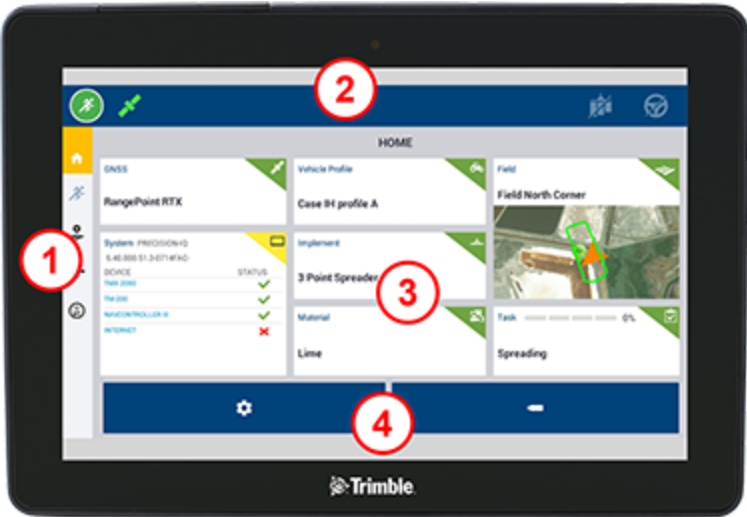 2
HOME
GNSS
RangePoint RTX
Vehicle Profile
Case IH profile A
Field
Field North Corner
1
System PRECISION-IQ
DEVICE STATUS
TMX-2050
TM-200
NAVCONTROLLER III
INTERNET
Implement
3 Point Spreader
3
Material
Lime
Task 0%
Spreading
4
Trimble